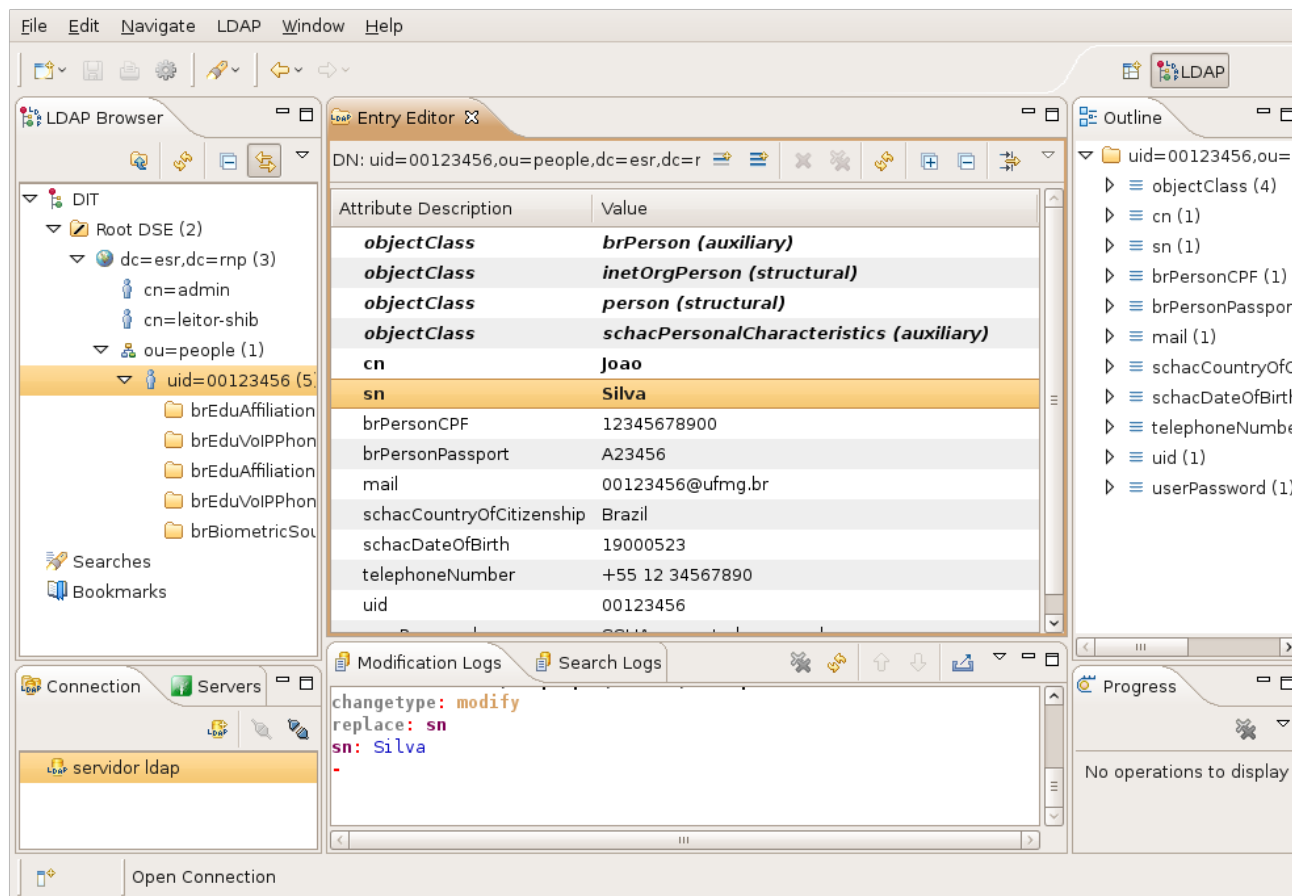 File Edit Navigate LDAP Window Help
LDAP
LDAP Browser
DIT
Root DSE (2)
dc=esr,dc=rnp (3)
cn=admin
cn=leitor-shib
ou=people (1)
uid=00123456 (5)
brEduAffiliation
brEduVoIPPhon
brEduAffiliation
brEduVoIPPhon
brBiometricSou
Searches
Bookmarks
Connection Servers
servidor ldap
LDAP Entry Editor
DN: uid=00123456,ou=people,dc=esr,dc=r
Attribute Description Value
objectClass brPerson (auxiliary)
objectClass inetOrgPerson (structural)
objectClass person (structural)
objectClass schacPersonalCharacteristics (auxiliary)
cn Joao
sn Silva
brPersonCPF 12345678900
brPersonPassport A23456
mail 00123456@ufmg.br
schacCountryOfCitizenship Brazil
schacDateOfBirth 19000523
telephoneNumber +55 12 34567890
uid 00123456
Modification Logs Search Logs
changetype: modify
replace: sn
sn: Silva
-
Outline
uid=00123456,ou=
objectClass (4)
cn (1)
sn (1)
brPersonCPF (1)
brPersonPasspor
mail (1)
schacCountryOfC
schacDateOfBirth
telephoneNumbe
uid (1)
userPassword (1)
Progress
No operations to display
Open Connection